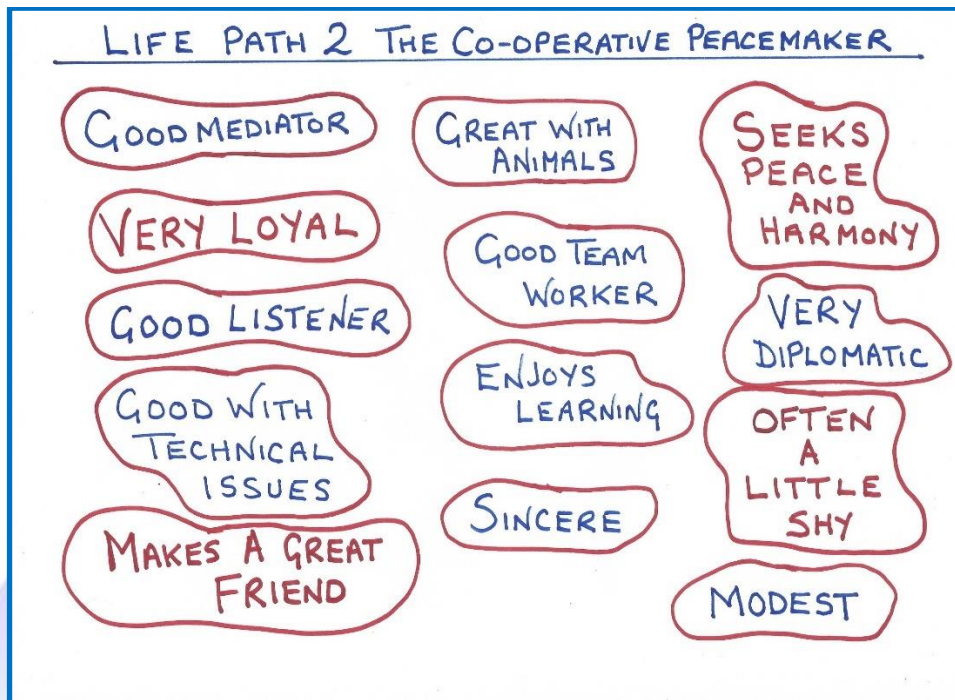 LIFE PATH 2 THE CO-OPERATIVE PEACEMAKER
GOOD MEDIATOR
VERY LOYAL
GOOD LISTENER
GOOD WITH
TECHNICAL
ISSUES
MAKES A GREAT
FRIEND
GREAT WITH
ANIMALS
GOOD TEAM
WORKER
ENJOYS
LEARNING
SINCERE
SEEKS
PEACE
AND
HARMONY
VERY
DIPLOMATIC
OFTEN
A
LITTLE
SHY
MODEST